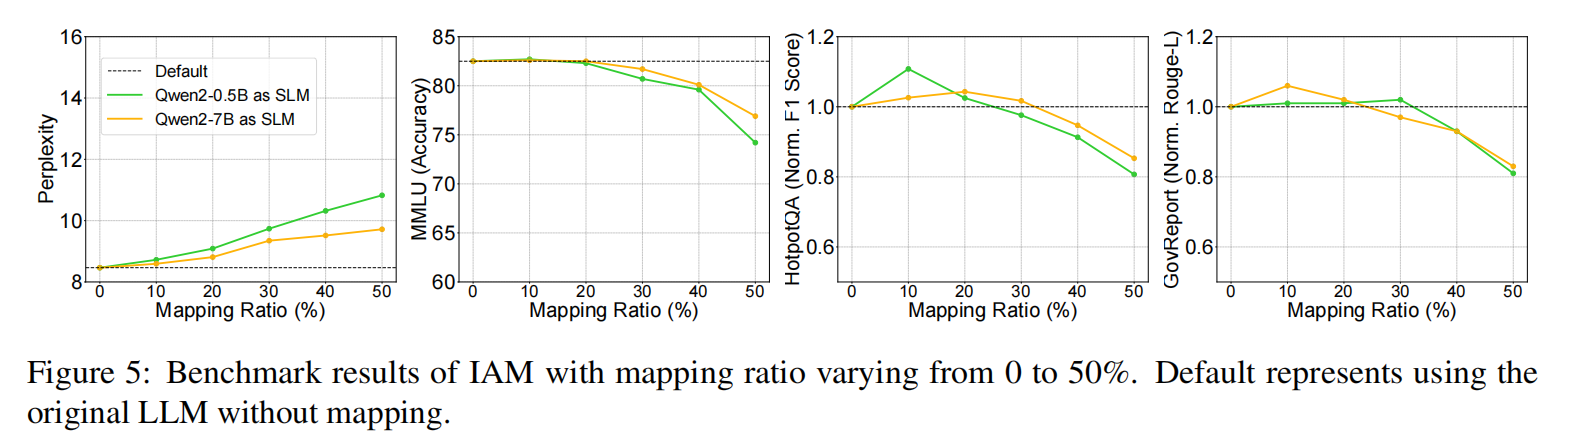 Perplexity
16
14
12
10
8
Default
Qwen2-0.5B as SLM
Qwen2-7B as SLM
0 10 20 30 40 50
Mapping Ratio (%)
MMLU (Accuracy)
85
80
75
70
65
60
0 10 20 30 40 50
Mapping Ratio (%)
HotpotQA (Norm. F1 Score)
1.2
1.0
0.8
0.6
0 10 20 30 40 50
Mapping Ratio (%)
GovReport (Norm. Rouge-L)
1.2
1.0
0.8
0.6
0 10 20 30 40 50
Mapping Ratio (%)
Figure 5: Benchmark results of IAM with mapping ratio varying from 0 to 50%. Default represents using the
original LLM without mapping.